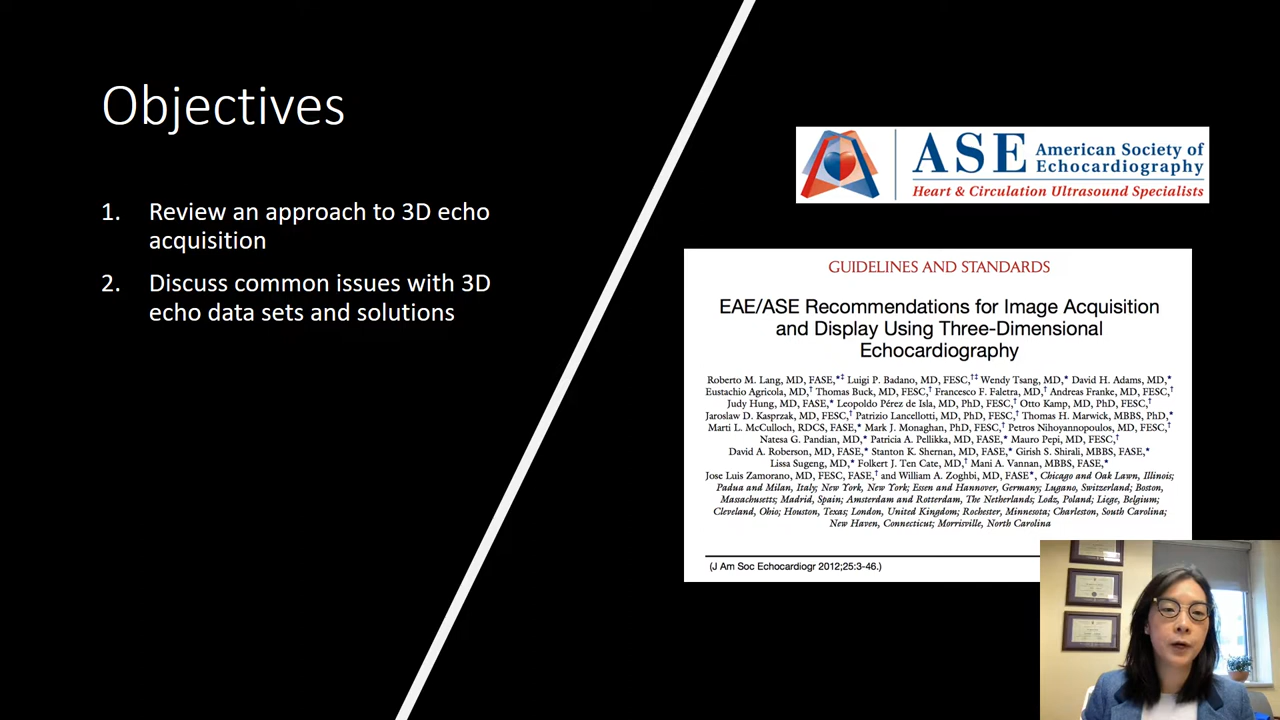 Objectives
1. Review an approach to 3D echo
acquisition
2. Discuss common issues with 3D
echo data sets and solutions
ASE American Society of
Echocardiography
Heart & Circulation Ultrasound Specialists
GUIDELINES AND STANDARDS
EAE/ASE Recommendations for Image Acquisition
and Display Using Three-Dimensional
Echocardiography
Roberto M. Lang, MD, FASE,*‡ Luigi P. Badano, MD, FESC,†‡ Wendy Tsang, MD,* David H. Adams, MD,*
Eustachio Agricola, MD,† Thomas Buck, MD, FESC,† Francesco F. Faletra, MD,† Andreas Franke, MD, FESC,†
Judy Hung, MD, FASE,* Leopoldo Pérez de Isla, MD, PhD, FESC,† Otto Kamp, MD, PhD, FESC,†
Jaroslaw D. Kasprzak, MD, FESC,† Patrizio Lancellotti, MD, PhD, FESC,† Thomas H. Marwick, MBBS, PhD,*
Marti L. McCulloch, RDCS, FASE,* Mark J. Monaghan, PhD, FESC,† Petros Nihoyannopoulos, MD, FESC,†
Natesa G. Pandian, MD,* Patricia A. Pellikka, MD, FASE,* Mauro Pepi, MD, FESC,†
David A. Roberson, MD, FASE,* Stanton K. Shernan, MD, FASE,* Girish S. Shirali, MBBS, FASE,*
Lissa Sugeng, MD,* Folkert J. Ten Cate, MD,† Mani A. Vannan, MBBS, FASE,*
Jose Luis Zamorano, MD, FESC, FASE,† and William A. Zoghbi, MD, FASE*, Chicago and Oak Lawn, Illinois;
Padua and Milan, Italy; New York, New York; Essen and Hannover, Germany; Lugano, Switzerland; Boston,
Massachusetts; Madrid, Spain; Amsterdam and Rotterdam, The Netherlands; Lodz, Poland; Liege, Belgium;
Cleveland, Ohio; Houston, Texas; London, United Kingdom; Rochester, Minnesota; Charleston, South Carolina;
New Haven, Connecticut; Morrisville, North Carolina
(J Am Soc Echocardiogr 2012;25:3-46.)